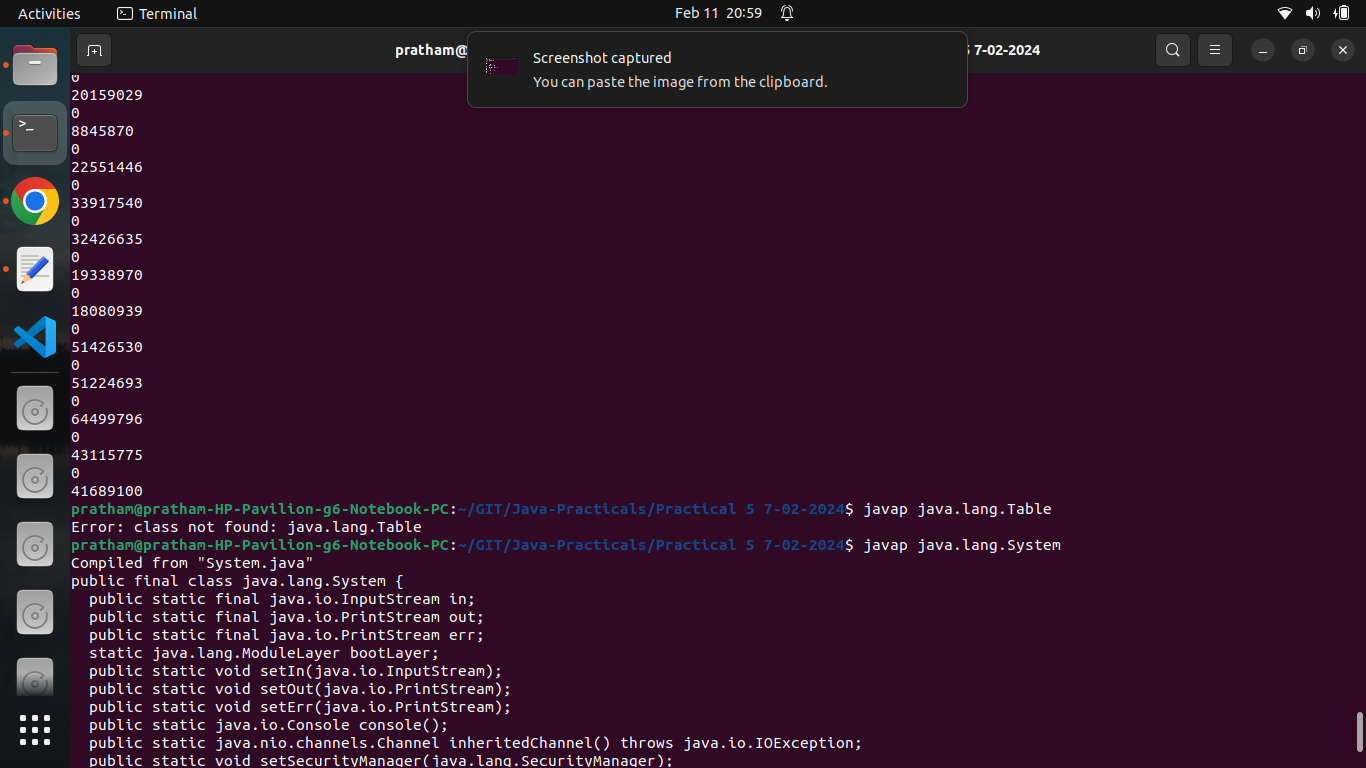 Activities
Terminal
Feb 11 20:59
pratham@
5 7-02-2024
Screenshot captured
You can paste the image from the clipboard.
0
20159029
0
8845870
0
22551446
0
33917540
0
32426635
0
19338970
0
18080939
0
51426530
0
51224693
0
64499796
0
43115775
0
41689100
pratham@pratham-HP-Pavilion-g6-Notebook-PC:~/GIT/Java-Practicals/Practical 5 7-02-2024$ javap java.lang.Table
Error: class not found: java.lang.Table
pratham@pratham-HP-Pavilion-g6-Notebook-PC:~/GIT/Java-Practicals/Practical 5 7-02-2024$ javap java.lang.System
Compiled from "System.java"
public final class java.lang.System {
  public static final java.io.InputStream in;
  public static final java.io.PrintStream out;
  public static final java.io.PrintStream err;
  static java.lang.ModuleLayer bootLayer;
  public static void setIn(java.io.InputStream);
  public static void setOut(java.io.PrintStream);
  public static void setErr(java.io.PrintStream);
  public static java.io.Console console();
  public static java.nio.channels.Channel inheritedChannel() throws java.io.IOException;
  public static void setSecurityManager(java.lang.SecurityManager);